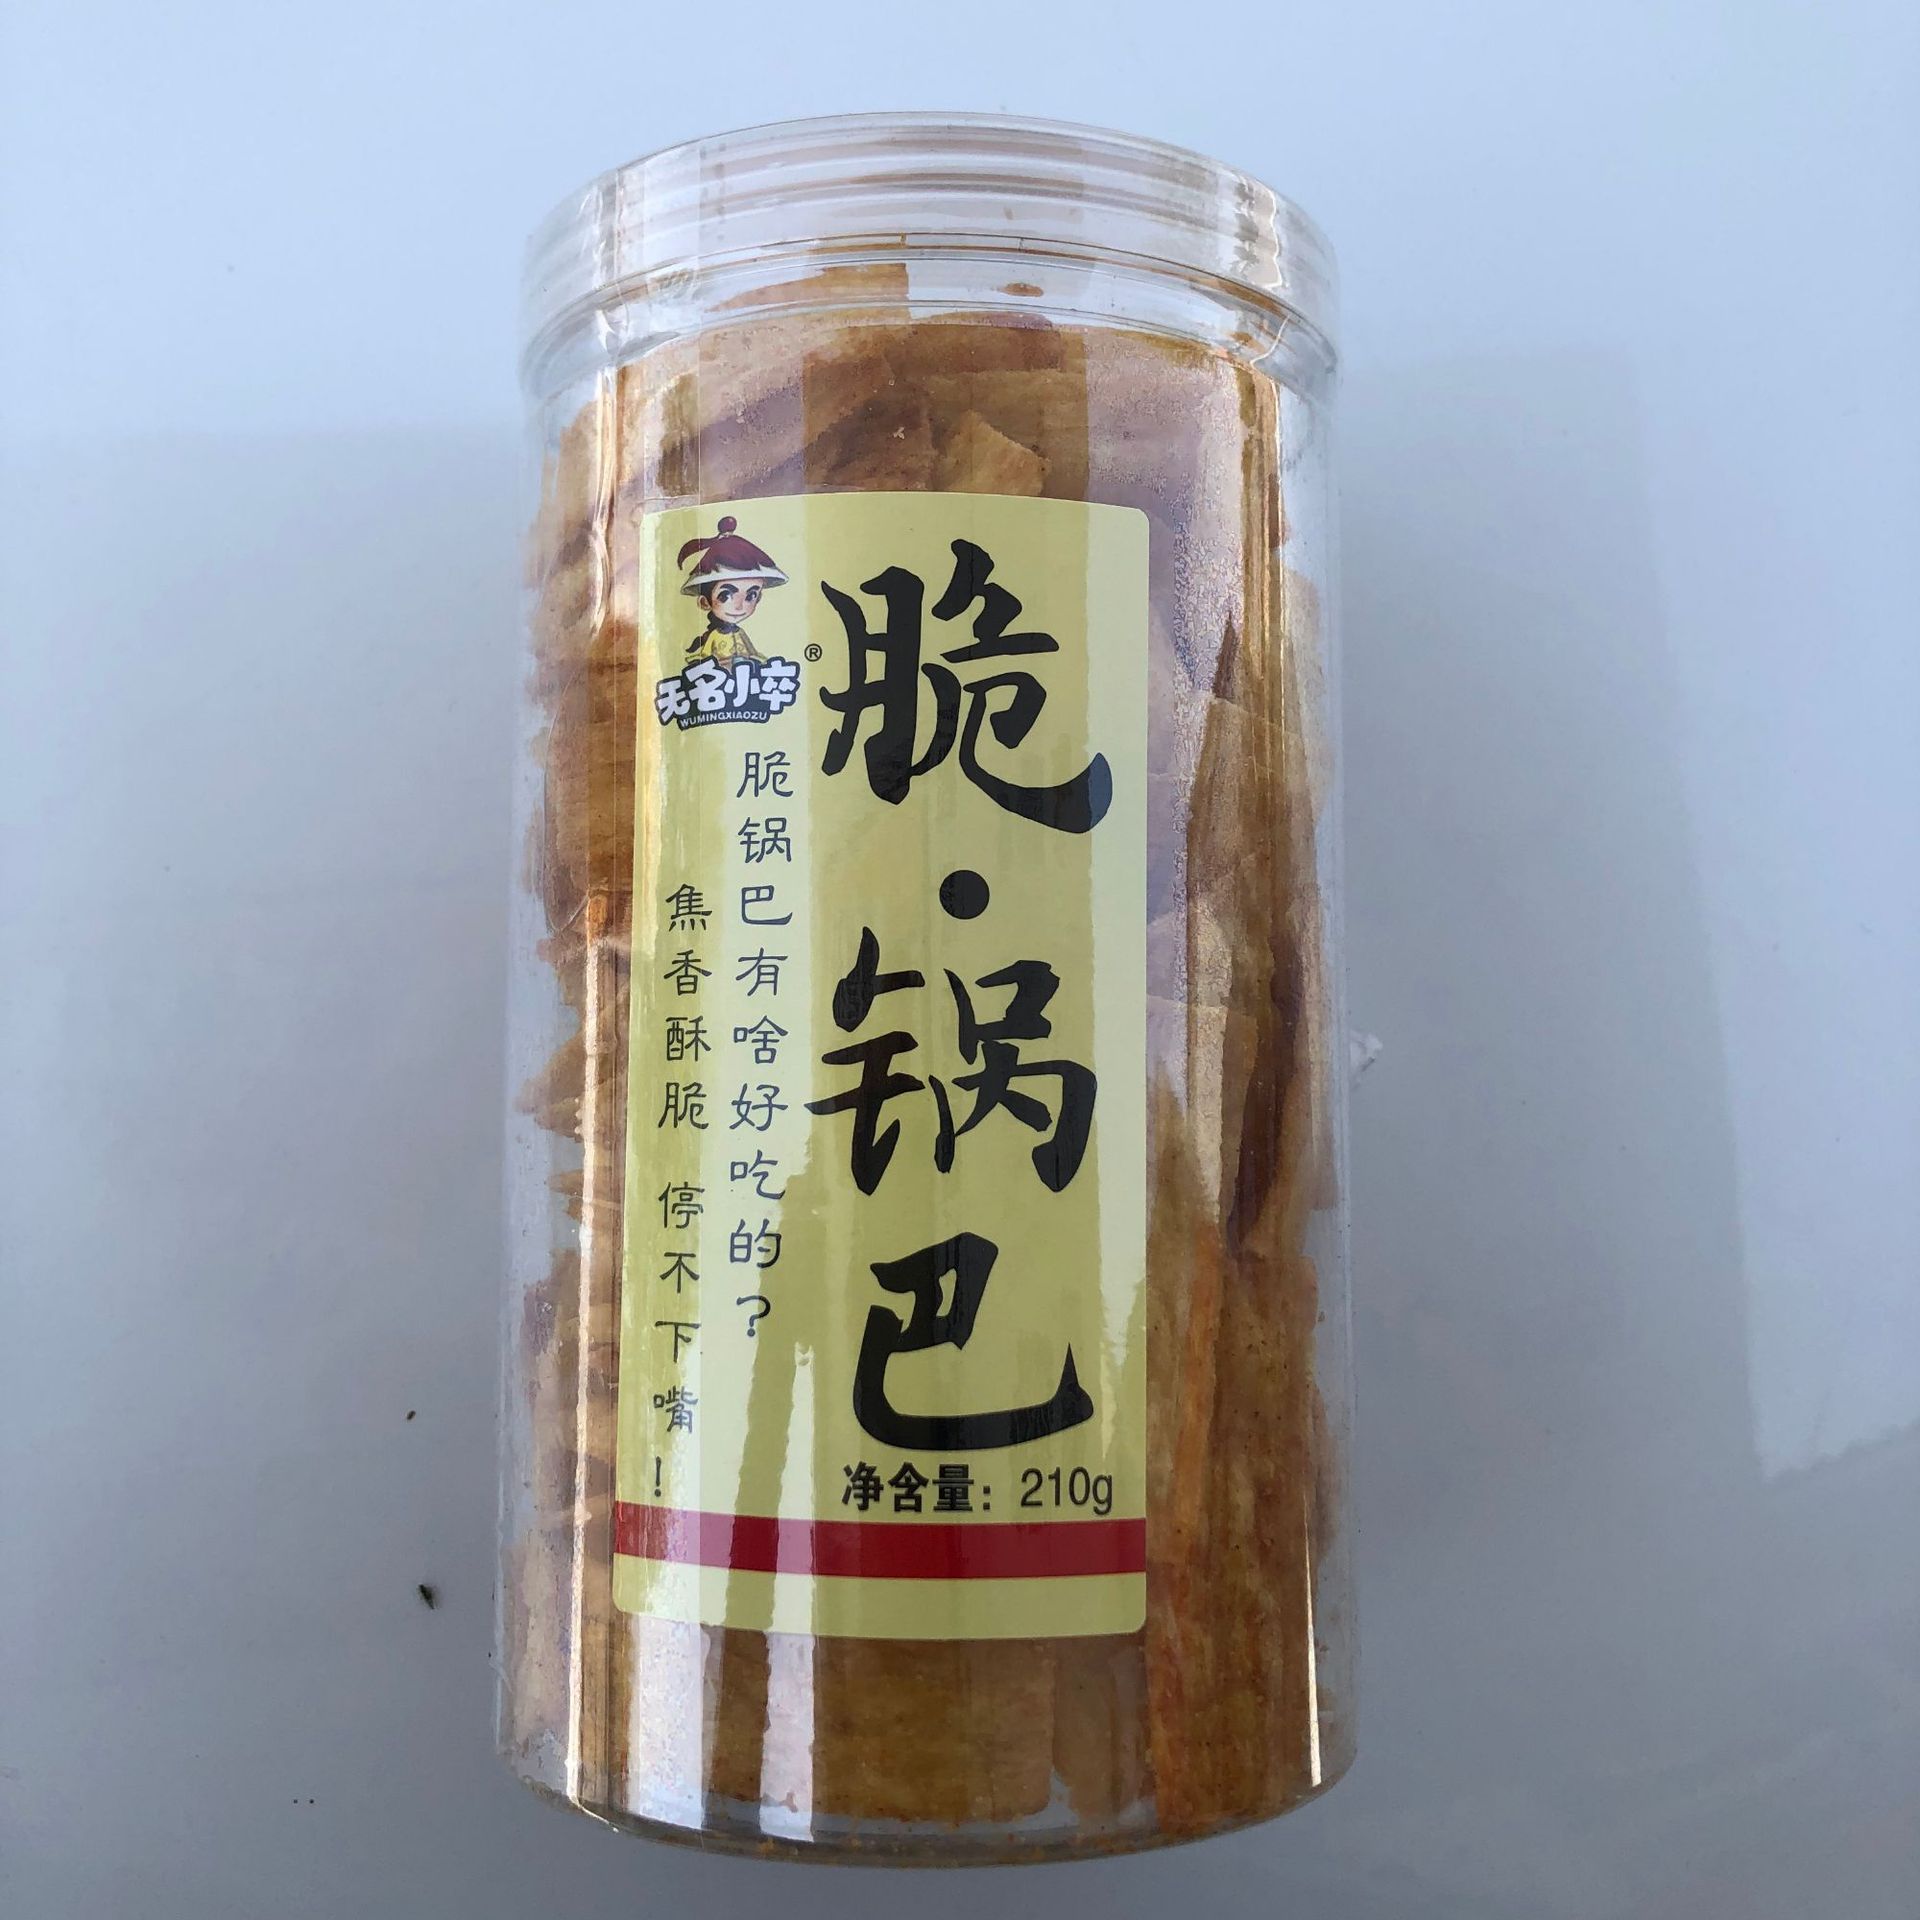 脆·锅巴
无名小卒®
WUMINGXIAOZU
脆锅巴有啥好吃的?
焦香酥脆 停不下嘴!
净含量:210g